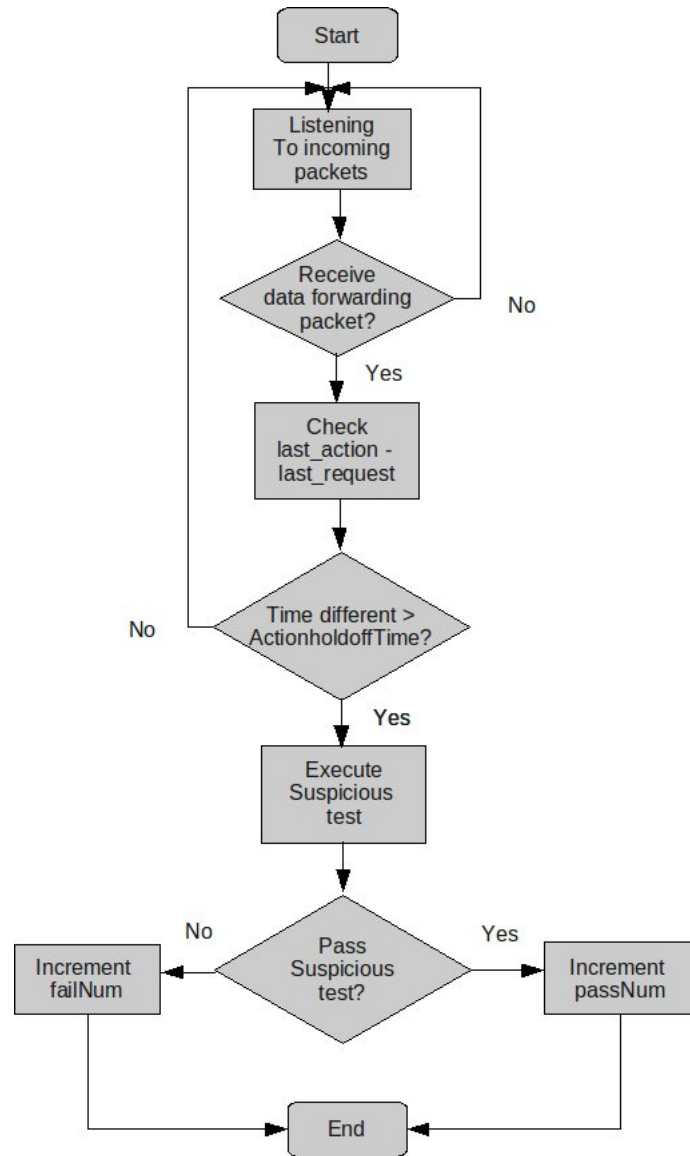 Start
Listening
To incoming
packets
Receive
data forwarding
packet?
No
Yes
Check
last_action -
last_request
Time different >
ActionholdoffTime?
No
Yes
Execute
Suspicious
test
Pass
Suspicious
test?
No
Yes
Increment
failNum
Increment
passNum
End